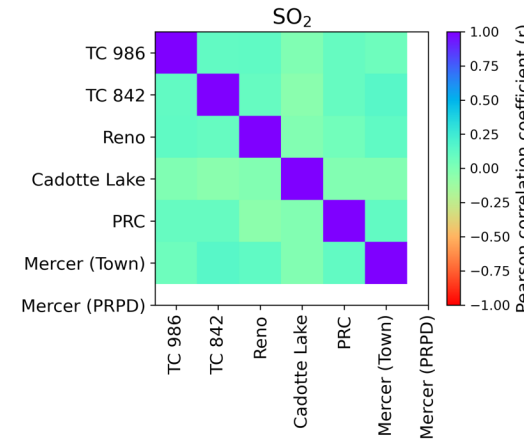 SO2
TC 986
TC 842
Reno
Cadotte Lake
PRC
Mercer (Town)
Mercer (PRPD)
TC 986
TC 842
Reno
Cadotte Lake
PRC
Mercer (Town)
Mercer (PRPD)
1.00
0.75
0.50
0.25
0.00
−0.25
−0.50
−0.75
−1.00
Pearson correlation coefficient (r)